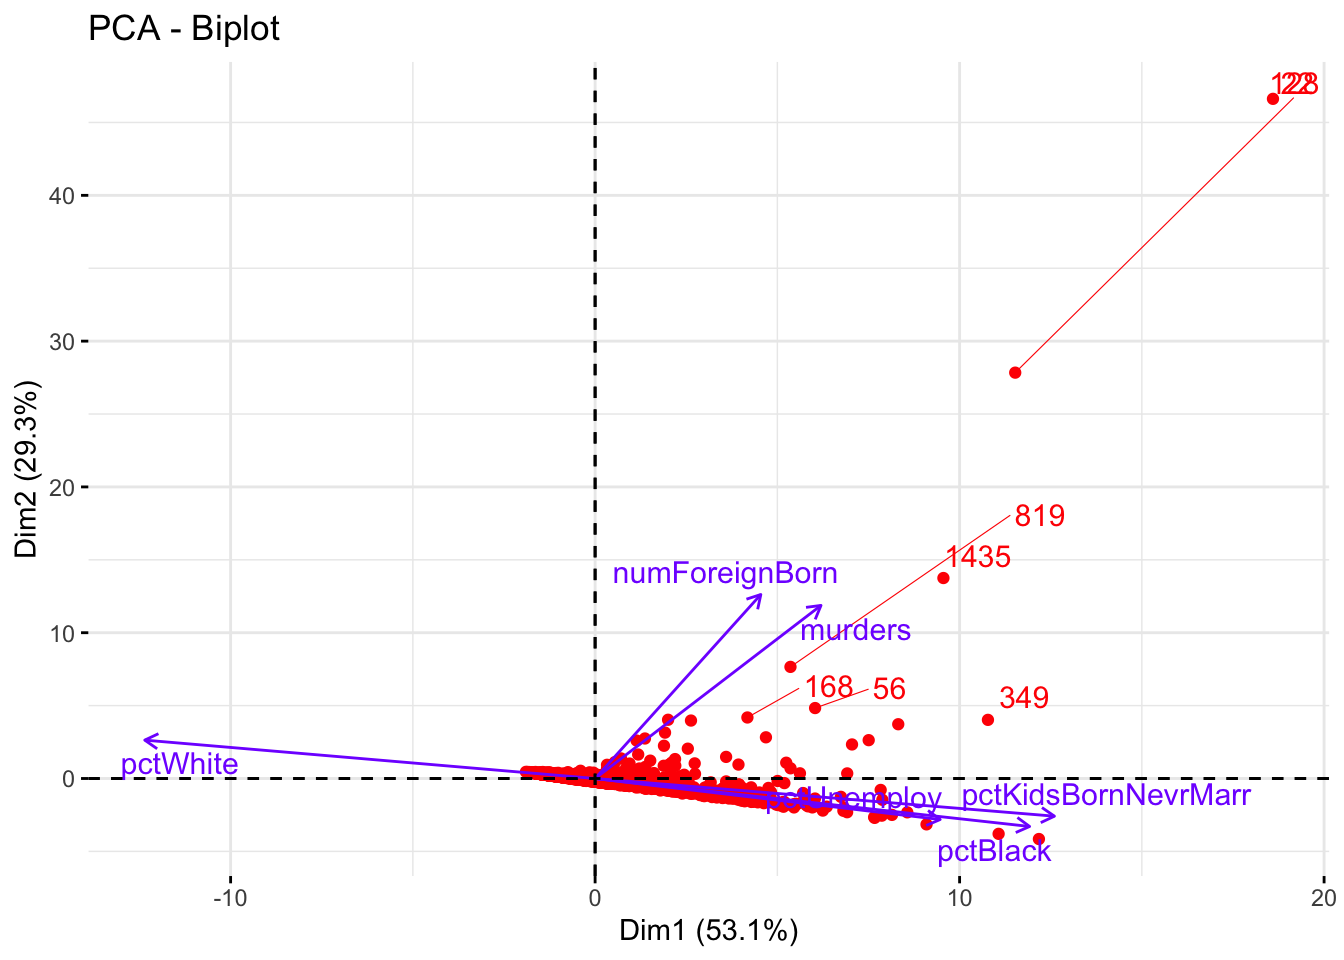 PCA - Biplot
40
30
20
10
0
Dim2 (29.3%)
819
1435
numForeignBorn
murders
168
56
349
pctWhite
pctKidsBornNevrMarr
pctBlack
-10
0
10
20
Dim1 (53.1%)